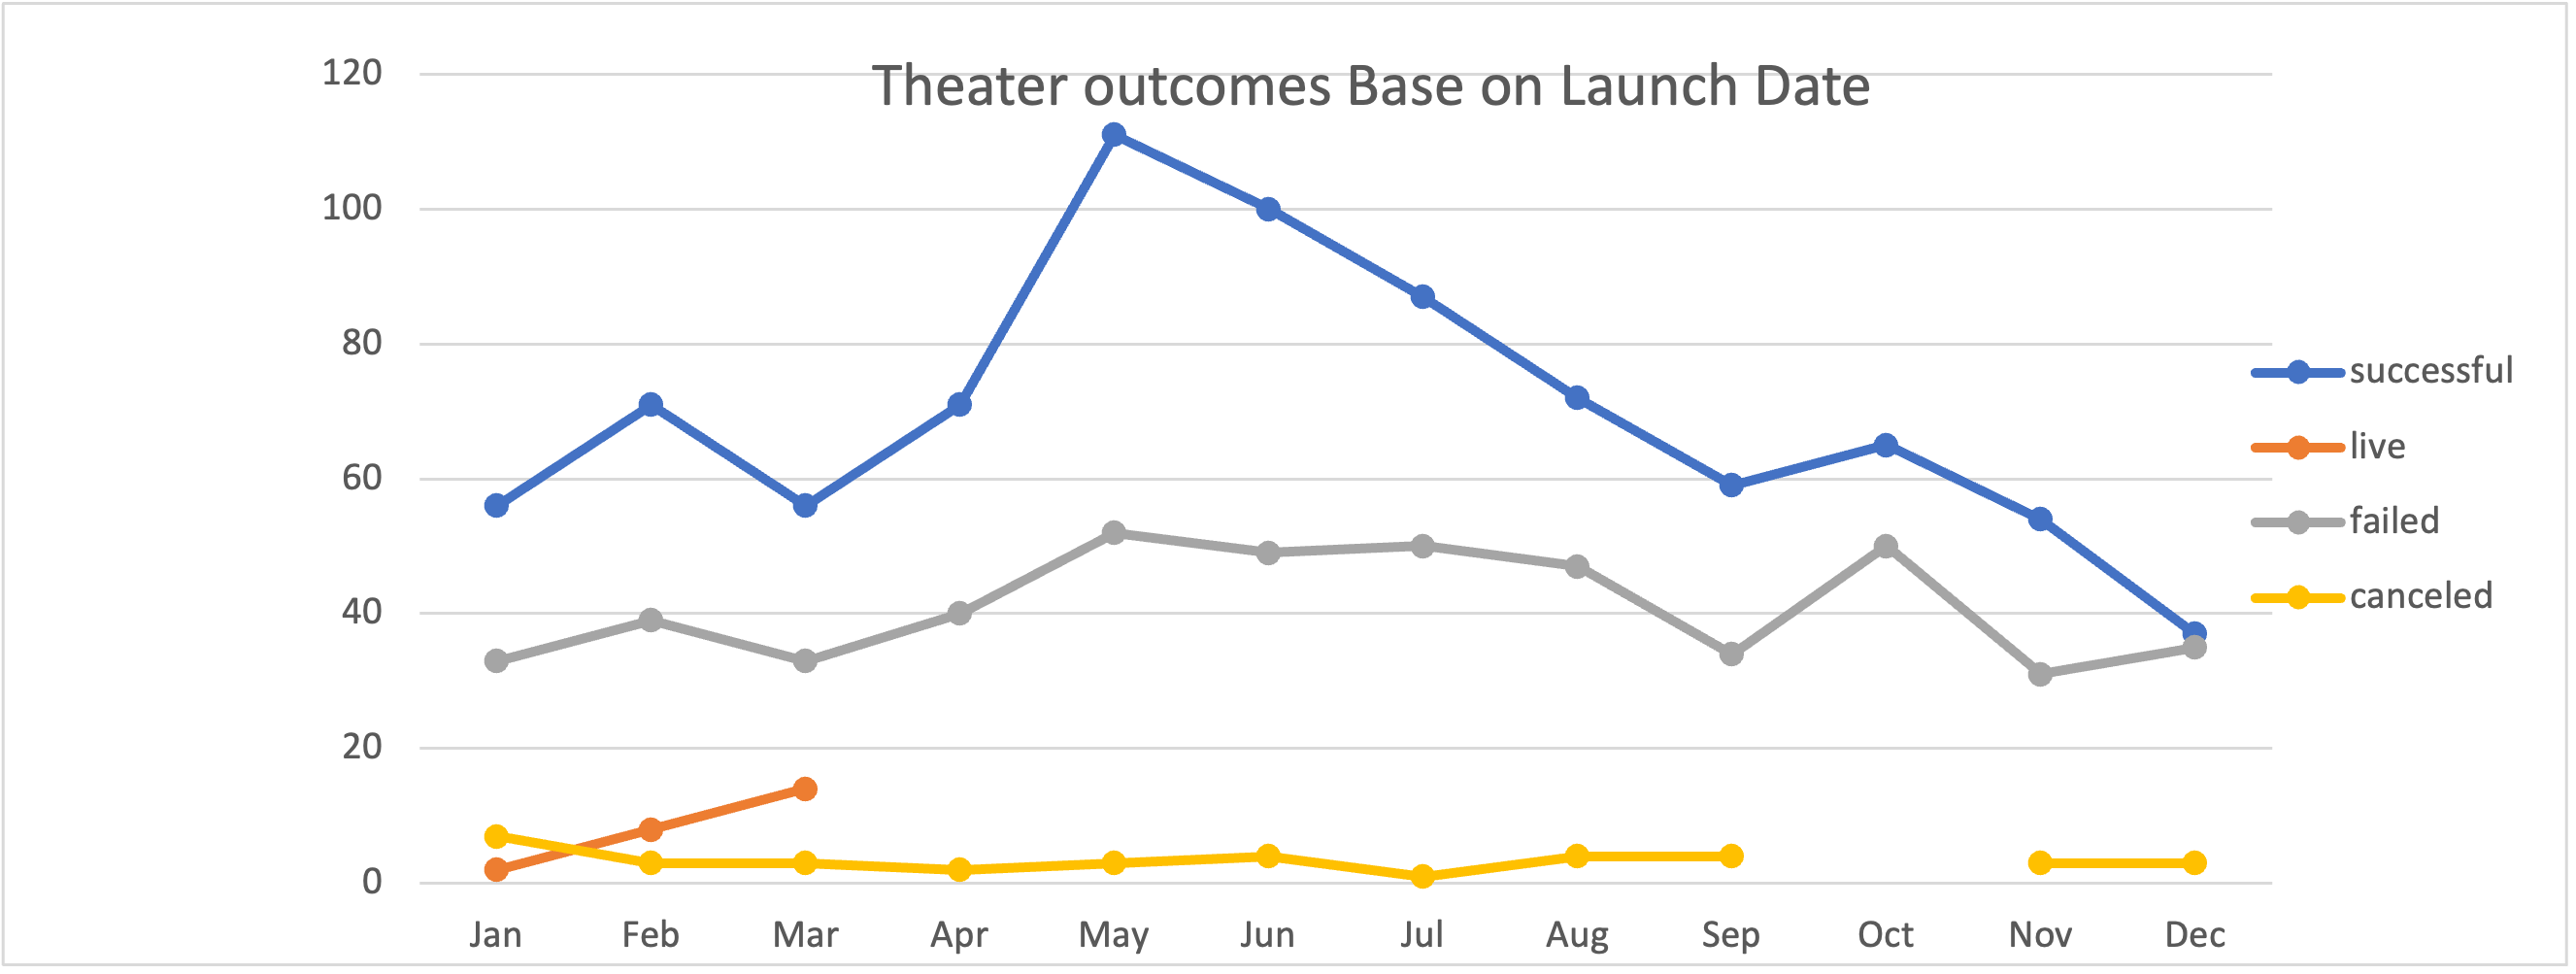 Theater outcomes Base on Launch Date
120
100
80
60
40
20
0
Jan Feb Mar Apr May Jun Jul Aug Sep Oct Nov Dec
successful
live
failed
canceled